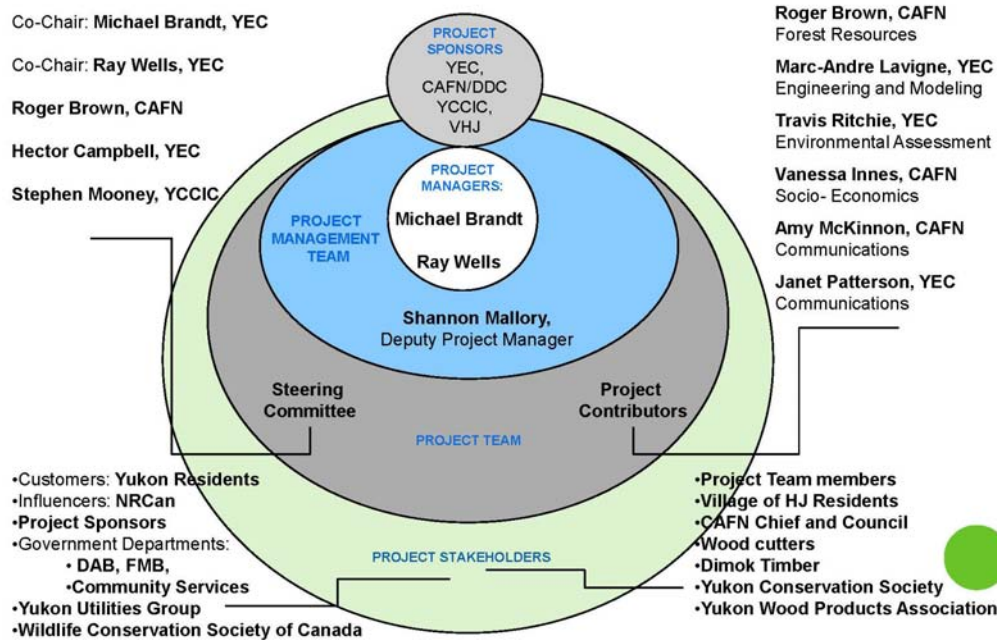 Co-Chair: Michael Brandt, YEC
Co-Chair: Ray Wells, YEC
Roger Brown, CAFN
Hector Campbell, YEC
Stephen Mooney, YCCIC
PROJECT
SPONSORS
YEC,
CAFN/DDC
YCCIC,
VHJ
PROJECT
MANAGERS:
Michael Brandt
Ray Wells
PROJECT
MANAGEMENT
TEAM
Shannon Mallory,
Deputy Project Manager
Roger Brown, CAFN
Forest Resources
Marc-Andre Lavigne, YEC
Engineering and Modeling
Travis Ritchie, YEC
Environmental Assessment
Vanessa Innes, CAFN
Socio- Economics
Amy McKinnon, CAFN
Communications
Janet Patterson, YEC
Communications
Steering
Committee
Project
Contributors
PROJECT TEAM
•Customers: Yukon Residents
•Influencers: NRCan
•Project Sponsors
•Government Departments:
• DAB, FMB,
•Community Services
•Yukon Utilities Group
•Wildlife Conservation Society of Canada
PROJECT STAKEHOLDERS
•Project Team members
•Village of HJ Residents
•CAFN Chief and Council
•Wood cutters
•Dimok Timber
•Yukon Conservation Society
•Yukon Wood Products Association